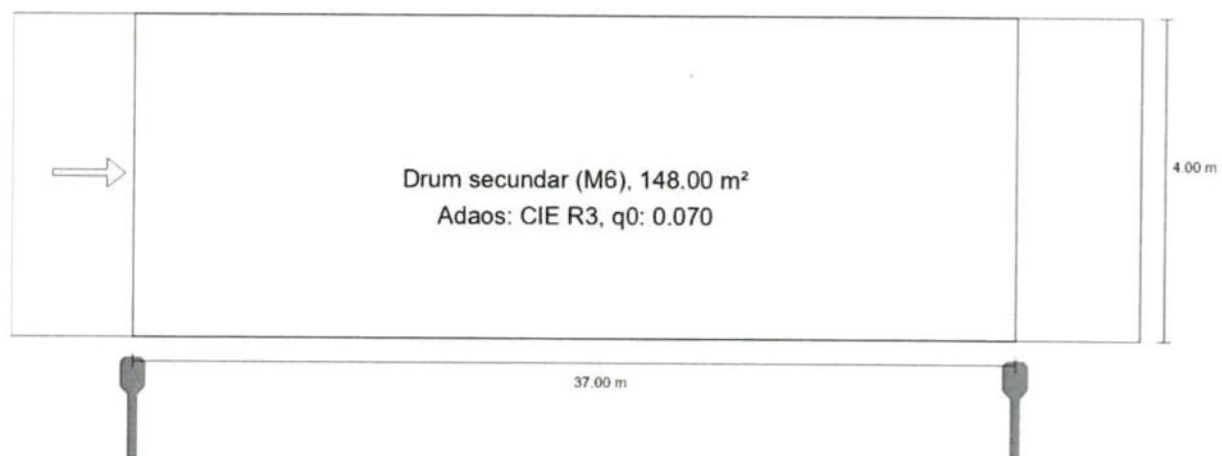 4.00 m
Drum secundar (M6), 148.00 m²
Adaos: CIE R3, q0: 0.070
37.00 m